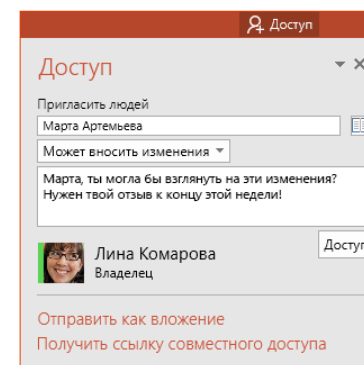 Доступ
Доступ
Пригласить людей
Марта Артемьева
Может вносить изменения
Марта, ты могла бы взглянуть на эти изменения?
Нужен твой отзыв к концу этой недели!
Лина Комарова
Доступ
Владелец
Отправить как вложение
Получить ссылку совместного доступа